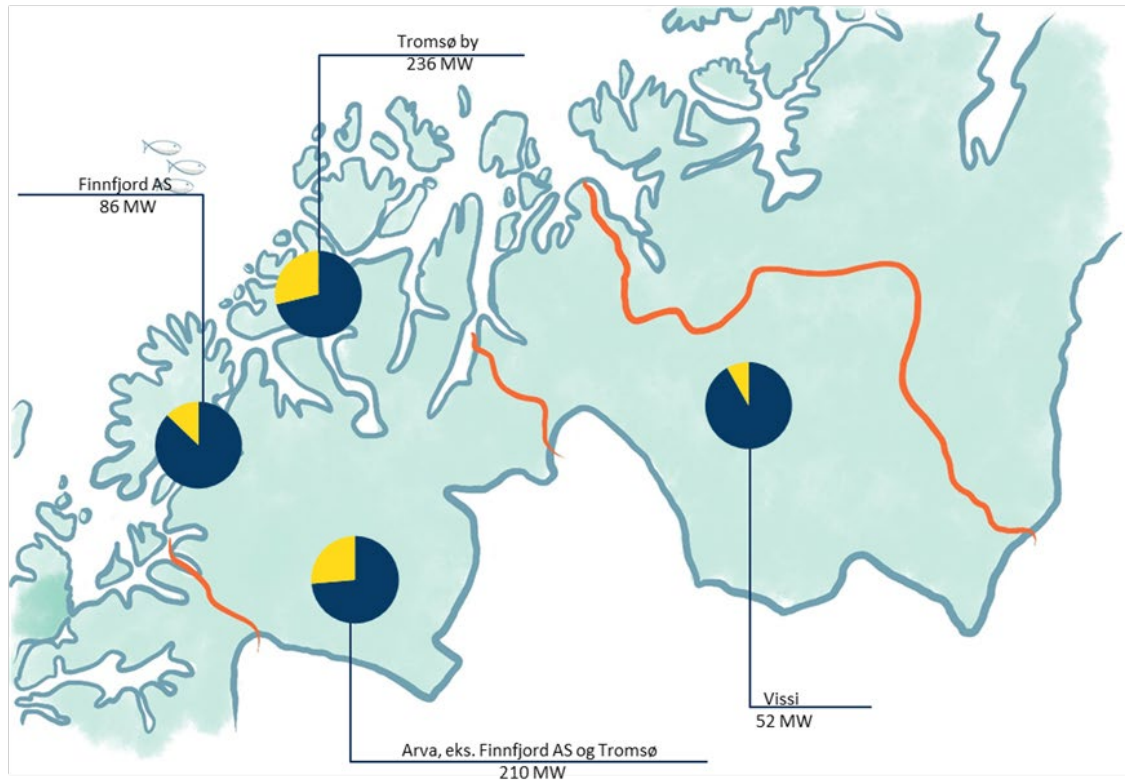 Tromsø by
236 MW
Finnfjord AS
86 MW
Vissi
52 MW
Arva, eks. Finnfjord AS og Tromsø
210 MW